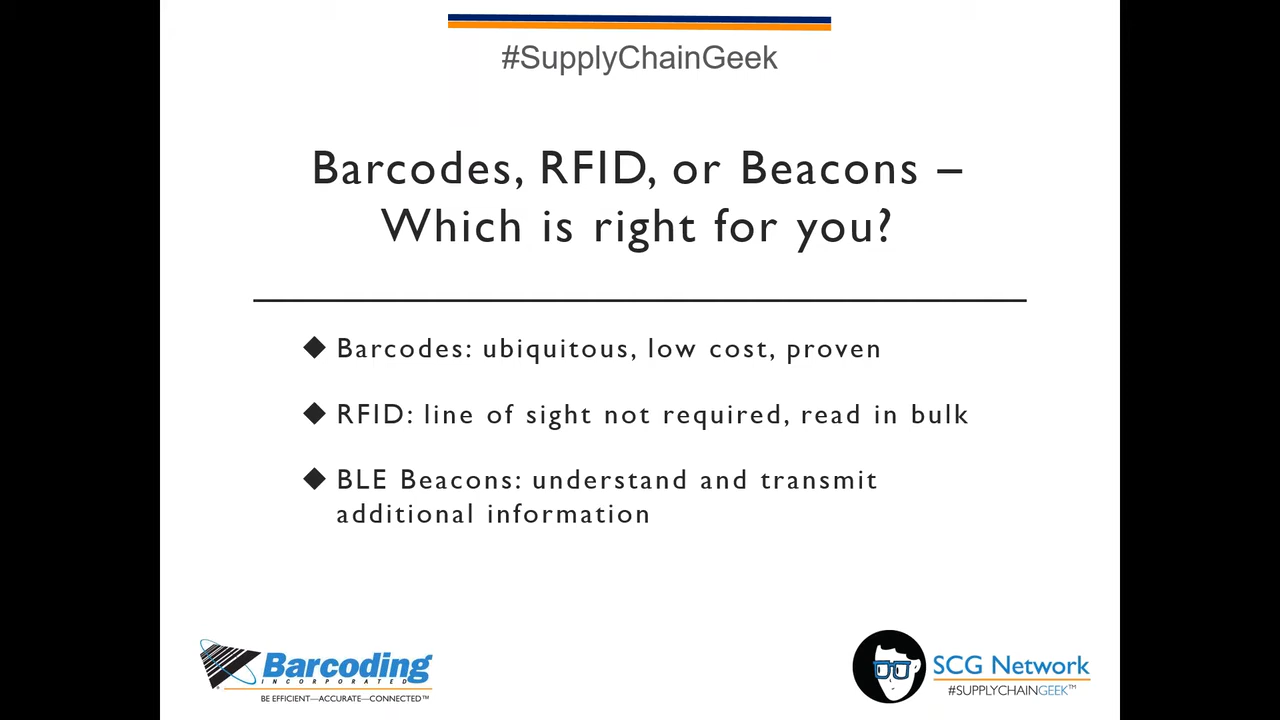 #SupplyChainGeek
Barcodes, RFID, or Beacons –
Which is right for you?
◆ Barcodes: ubiquitous, low cost, proven
◆ RFID: line of sight not required, read in bulk
◆ BLE Beacons: understand and transmit
additional information
Barcoding
INCORPORATED
BE EFFICIENT—ACCURATE—CONNECTED™
SCG Network
#SUPPLYCHAINGEEK™